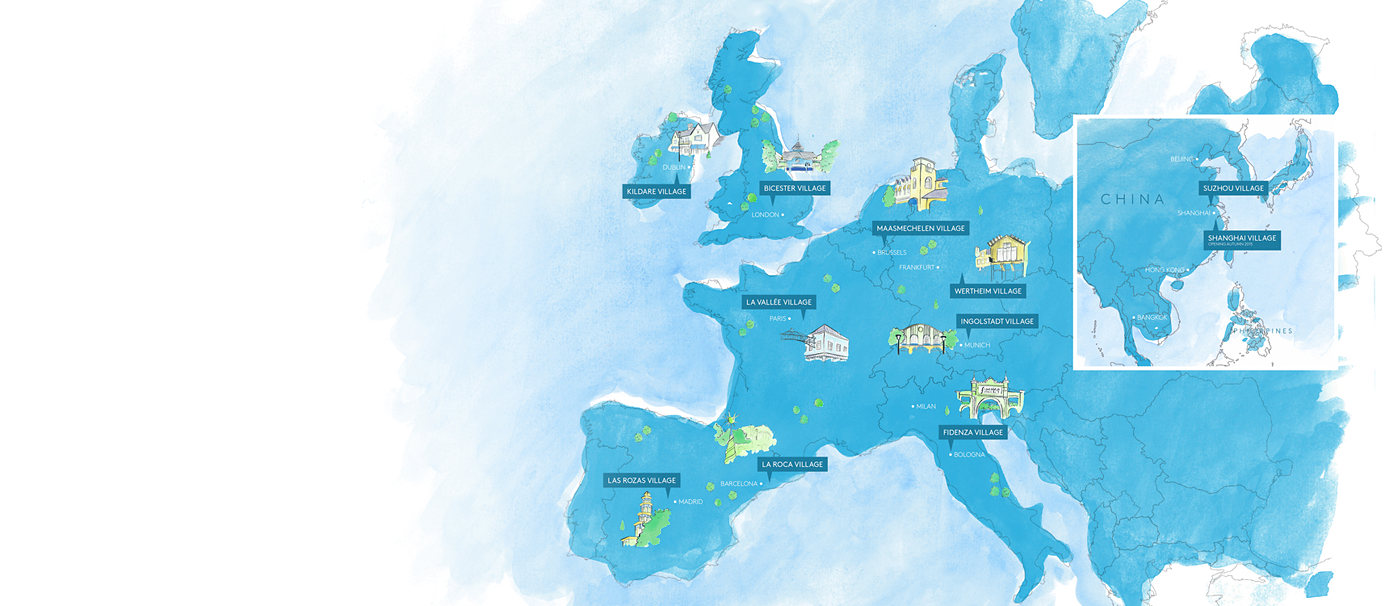 DUBLIN
KILDARE VILLAGE
BICESTER VILLAGE
LONDON
MAASMECHELEN VILLAGE
BRUSSELS
FRANKFURT
WERTHEIM VILLAGE
LA VALLÉE VILLAGE
PARIS
INGOLSTADT VILLAGE
MUNICH
MILAN
FIDENZA VILLAGE
BOLOGNA
LA ROCA VILLAGE
BARCELONA
LAS ROZAS VILLAGE
MADRID
BEIJING
CHINA
SUZHOU VILLAGE
SHANGHAI
SHANGHAI VILLAGE
OPENING AUTUMN 2015
HONG KONG
BANGKOK
PHILIPPINES